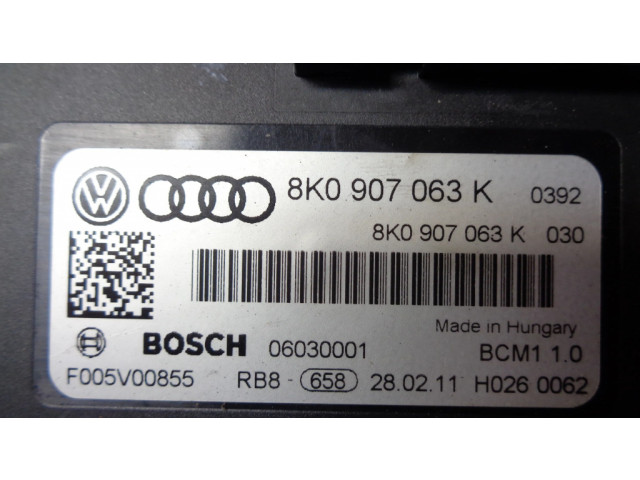 8K0 907 063 K 0392
8K0 907 063 K 030
Made in Hungary
BOSCH 06030001 BCM1 1.0
F005V00855 RB8- 658 28.02.11 H026 0062